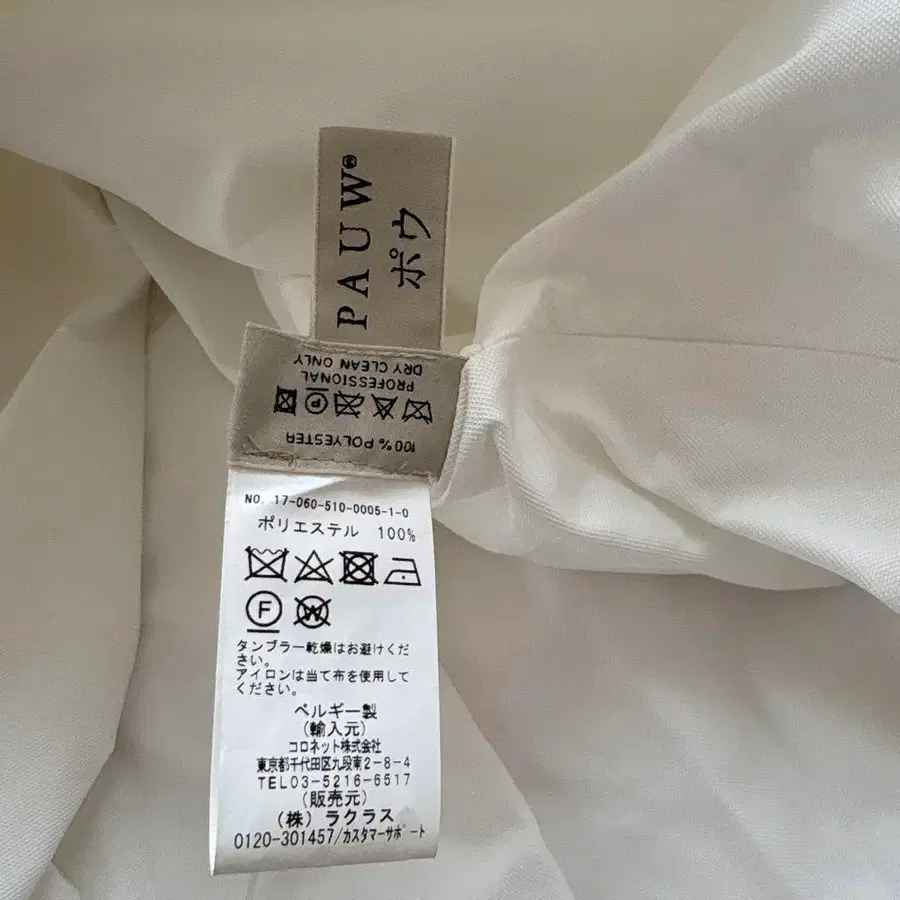 PAUW®
ポウ
100% POLYESTER
PROFESSIONAL
DRY CLEAN ONLY
NO. 17-060-510-0005-1-0
ポリエステル 100%
F
W
タンブラー乾燥はお避けくだ
さい。
アイロンは当て布を使用して
ください。
ベルギー製
(輸入元)
コロネット株式会社
東京都千代田区九段南2-8-4
TEL03-5216-6517
(販売元)
(株) ラクラス
0120-301457/カスタマーサポート